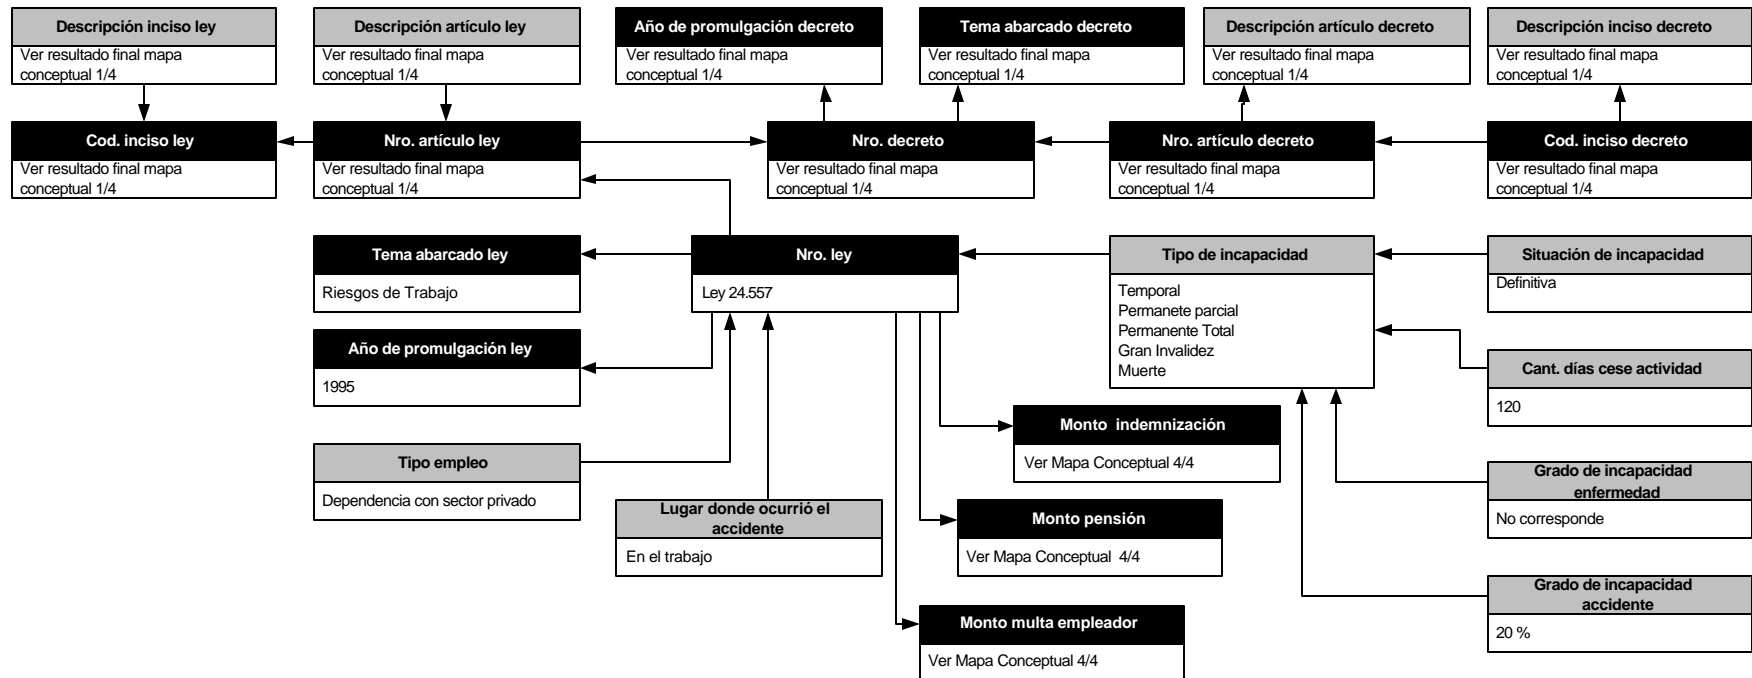 Descripción inciso ley
Ver resultado final mapa
conceptual 1/4
Descripción artículo ley
Ver resultado final mapa
conceptual 1/4
Año de promulgación decreto
Ver resultado final mapa
conceptual 1/4
Tema abarcado decreto
Ver resultado final mapa
conceptual 1/4
Descripción artículo decreto
Ver resultado final mapa
conceptual 1/4
Descripción inciso decreto
Ver resultado final mapa
conceptual 1/4
Cod. inciso ley
Ver resultado final mapa
conceptual 1/4
Nro. artículo ley
Ver resultado final mapa
conceptual 1/4
Nro. decreto
Ver resultado final mapa
conceptual 1/4
Nro. artículo decreto
Ver resultado final mapa
conceptual 1/4
Cod. inciso decreto
Ver resultado final mapa
conceptual 1/4
Tema abarcado ley
Riesgos de Trabajo
Nro. ley
Ley 24.557
Tipo de incapacidad
Temporal
Permanete parcial
Permanente Total
Gran Invalidez
Muerte
Situación de incapacidad
Definitiva
Año de promulgación ley
1995
Cant. días cese actividad
120
Monto indemnización
Ver Mapa Conceptual 4/4
Tipo empleo
Dependencia con sector privado
Grado de incapacidad
enfermedad
No corresponde
Lugar donde ocurrió el
accidente
En el trabajo
Monto pensión
Ver Mapa Conceptual 4/4
Grado de incapacidad
accidente
20 %
Monto multa empleador
Ver Mapa Conceptual 4/4